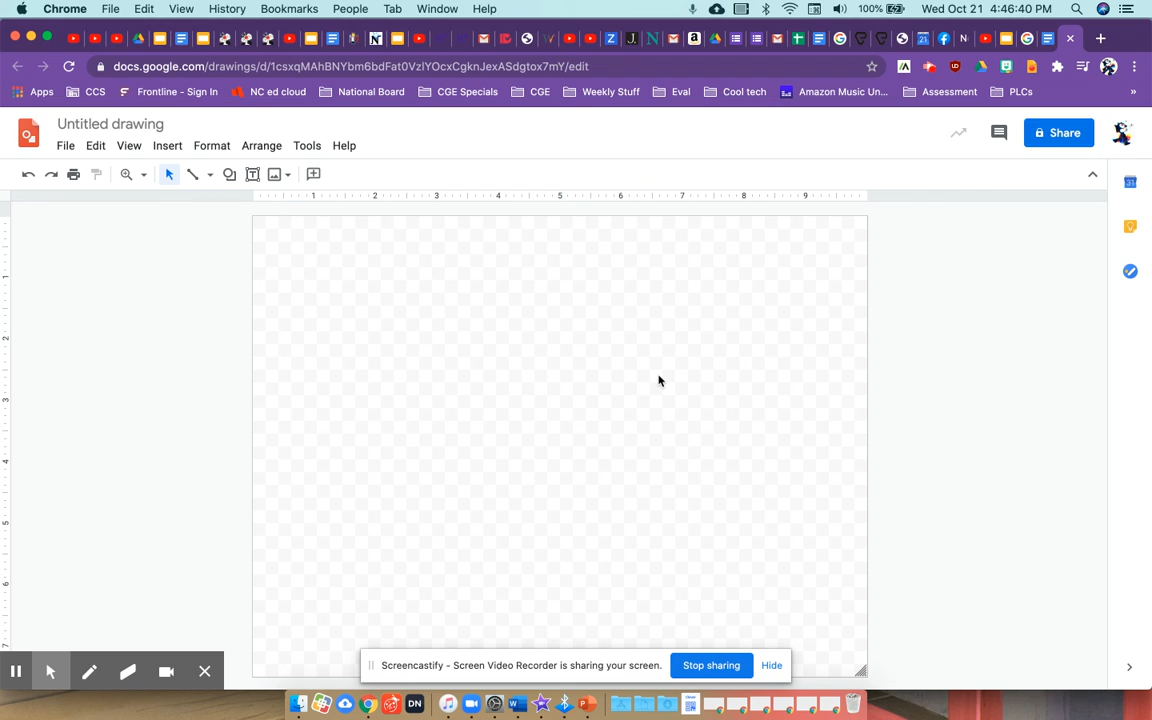 Chrome File Edit View History Bookmarks People Tab Window Help 100% Wed Oct 21 4:46:40 PM
docs.google.com/drawings/d/1csxqMAhBNYbm6bdFat0VzlYOcxCgknJexASdgtox7mY/edit
Apps CCS Frontline - Sign In NC ed cloud National Board CGE Specials CGE Weekly Stuff Eval Cool tech Amazon Music Un... Assessment PLCs »
Untitled drawing
File Edit View Insert Format Arrange Tools Help
Share
1 2 3 4 5 6 7 8 9
1
2
3
4
5
6
7
Screencastify - Screen Video Recorder is sharing your screen. Stop sharing Hide